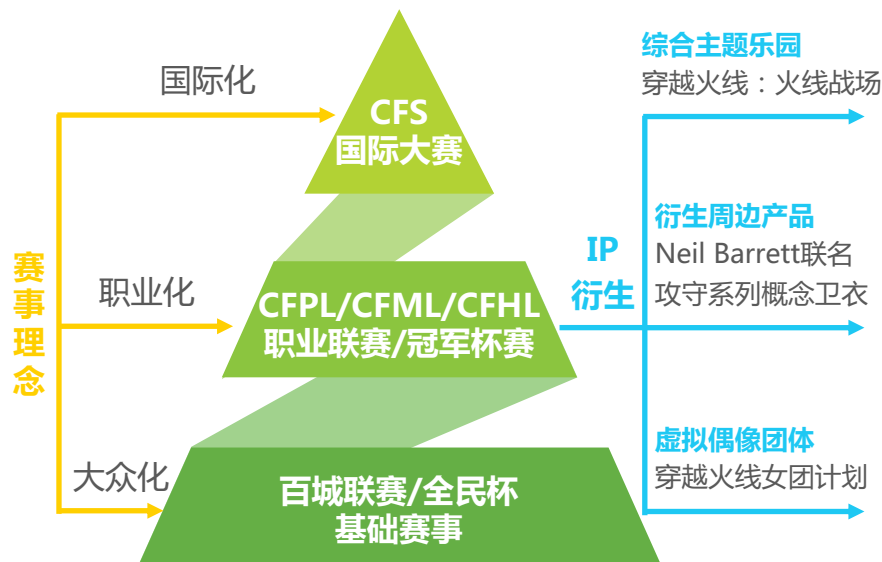 赛事理念
国际化
职业化
大众化
CFS
国际大赛
CFPL/CFML/CFHL
职业联赛/冠军杯赛
百城联赛/全民杯
基础赛事
IP
衍生
综合主题乐园
穿越火线：火线战场
衍生周边产品
Neil Barrett联名
攻守系列概念卫衣
虚拟偶像团体
穿越火线女团计划